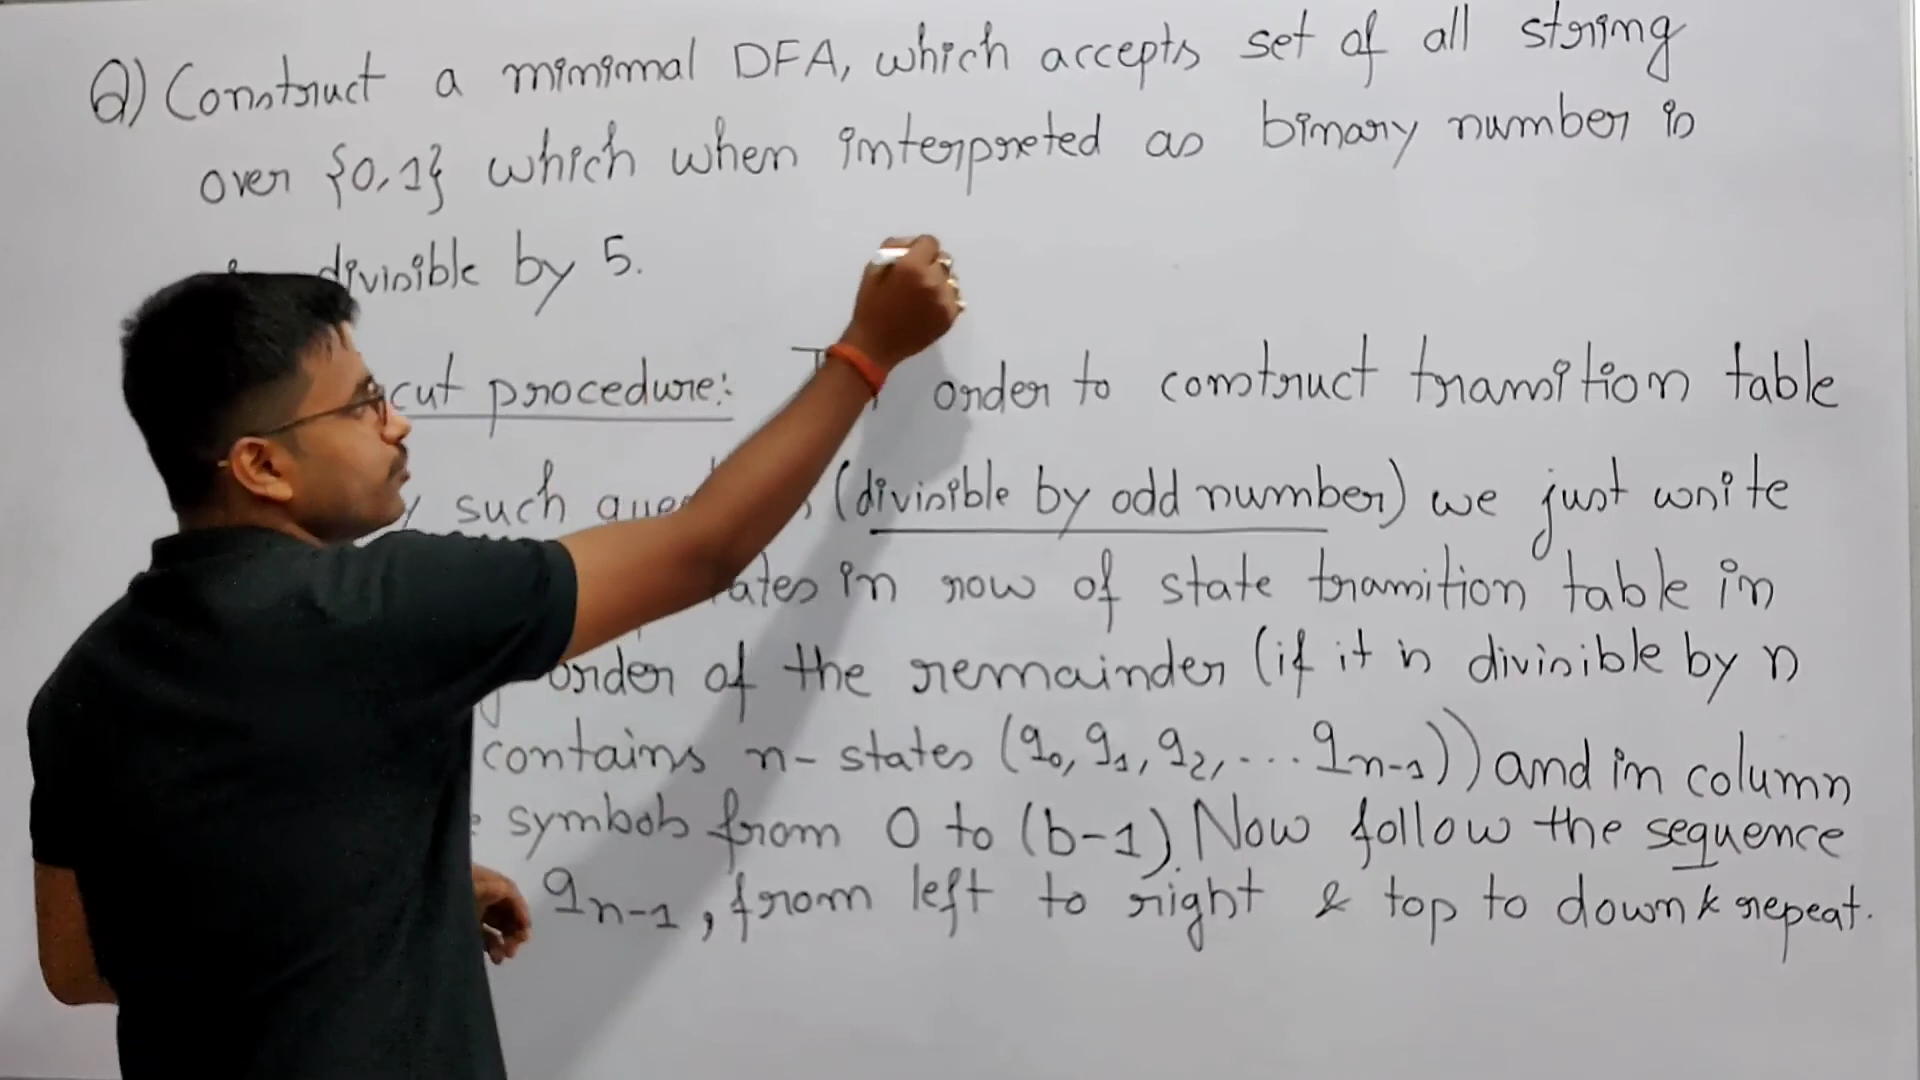 Q) Construct a minimal DFA, which accepts set of all string
over {0,1} which when interpreted as binary number is
divisible by 5.
cut procedure: In order to construct transition table
such (divisible by odd number) we just write
in row of state tramition table in
order of the remainder (if it is divisible by n
contains n-states (q0, q1, q2, ... qn-1)) and in column
symbols from 0 to (b-1). Now follow the sequence
qn-1, from left to right & top to down & repeat.